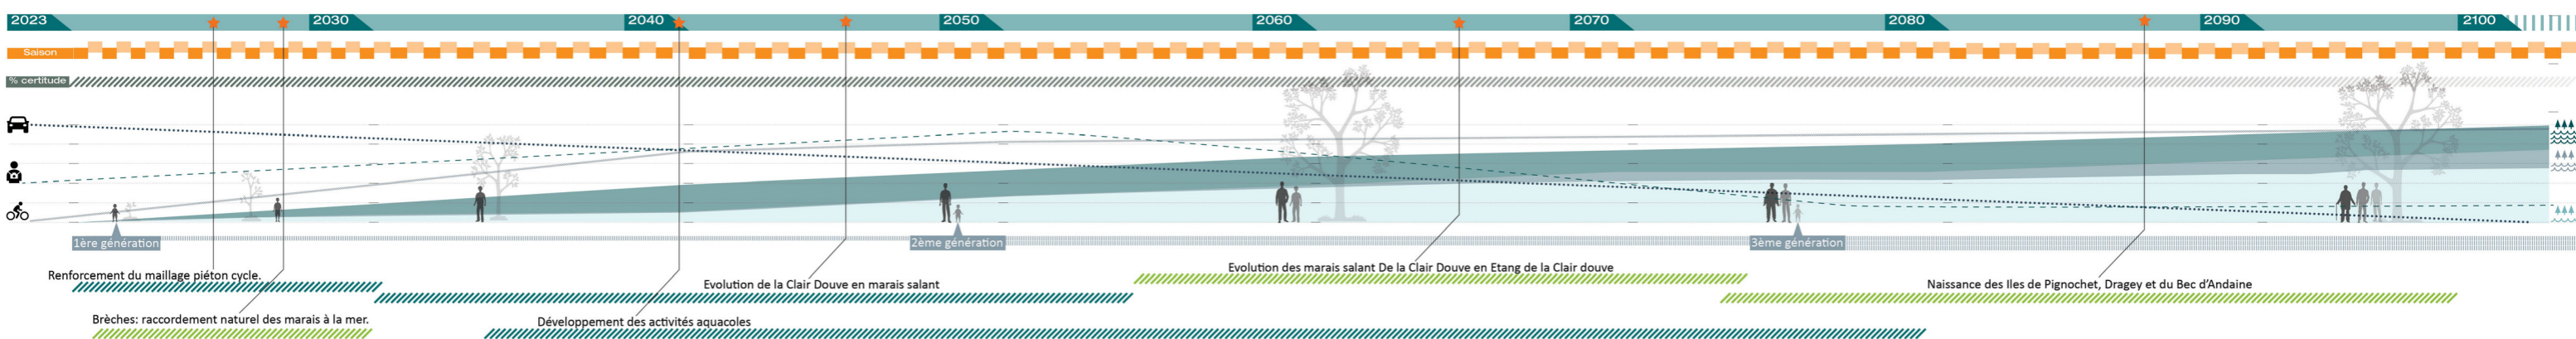 2023
2030
2040
2050
2060
2070
2080
2090
2100
Saison
% certitude
1ère génération
2ème génération
3ème génération
Renforcement du maillage piéton cycle.
Evolution de la Clair Douve en marais salant
Evolution des marais salant De la Clair Douve en Etang de la Clair douve
Naissance des Iles de Pignochet, Dragey et du Bec d'Andaine
Brèches: raccordement naturel des marais à la mer.
Développement des activités aquacoles